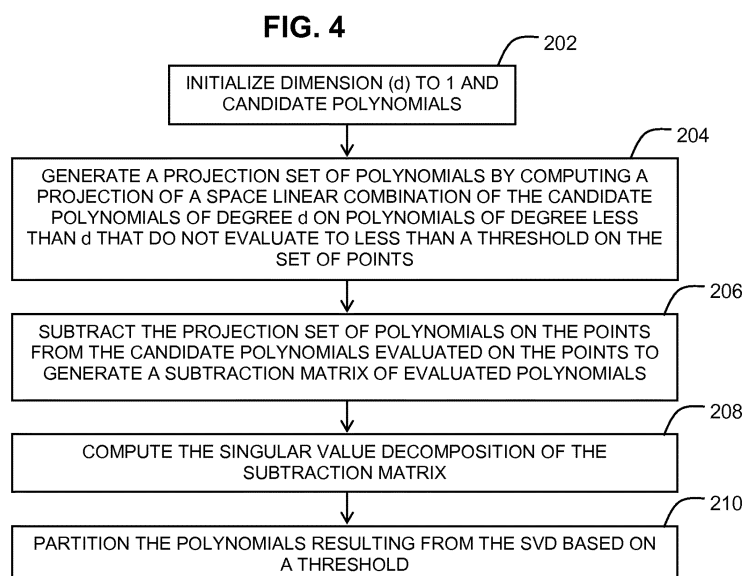 FIG. 4
202
INITIALIZE DIMENSION (d) TO 1 AND
CANDIDATE POLYNOMIALS
204
GENERATE A PROJECTION SET OF POLYNOMIALS BY COMPUTING A
PROJECTION OF A SPACE LINEAR COMBINATION OF THE CANDIDATE
POLYNOMIALS OF DEGREE d ON POLYNOMIALS OF DEGREE LESS
THAN d THAT DO NOT EVALUATE TO LESS THAN A THRESHOLD ON THE
SET OF POINTS
206
SUBTRACT THE PROJECTION SET OF POLYNOMIALS ON THE POINTS
FROM THE CANDIDATE POLYNOMIALS EVALUATED ON THE POINTS TO
GENERATE A SUBTRACTION MATRIX OF EVALUATED POLYNOMIALS
208
COMPUTE THE SINGULAR VALUE DECOMPOSITION OF THE
SUBTRACTION MATRIX
210
PARTITION THE POLYNOMIALS RESULTING FROM THE SVD BASED ON
A THRESHOLD